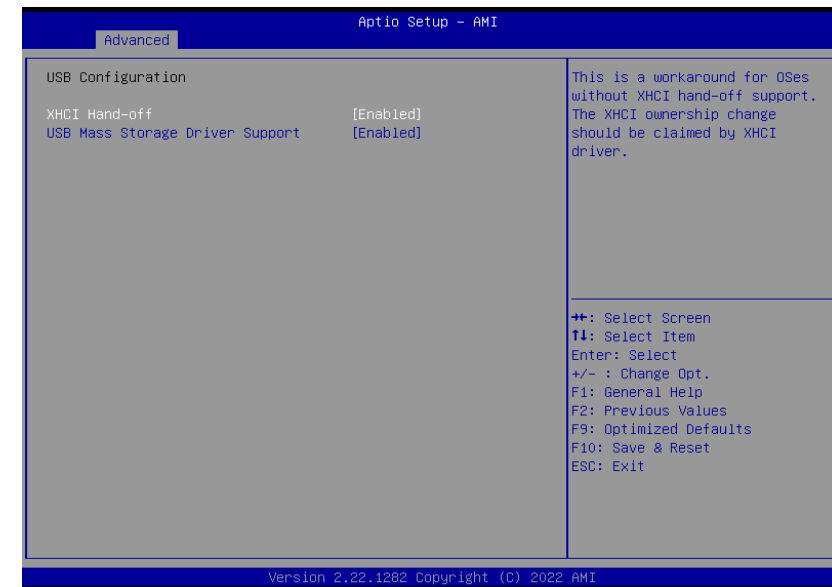 Aptio Setup – AMI
Advanced
USB Configuration
XHCI Hand-off [Enabled]
USB Mass Storage Driver Support [Enabled]
This is a workaround for OSes
without XHCI hand-off support.
The XHCI ownership change
should be claimed by XHCI
driver.
→←: Select Screen
↑↓: Select Item
Enter: Select
+/- : Change Opt.
F1: General Help
F2: Previous Values
F9: Optimized Defaults
F10: Save & Reset
ESC: Exit
Version 2.22.1282 Copyright (C) 2022 AMI